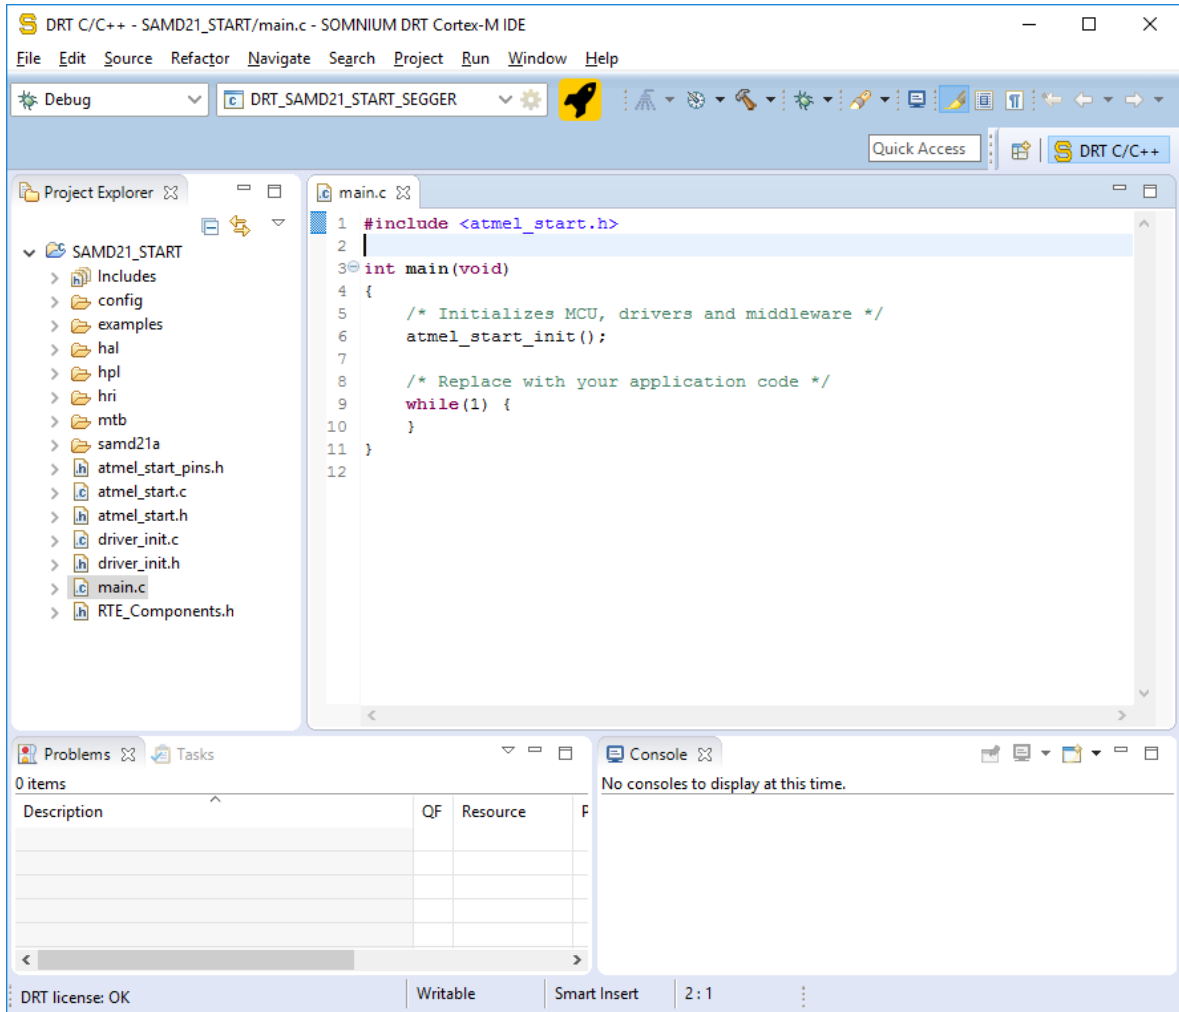 DRT C/C++ - SAMD21_START/main.c - SOMNIUM DRT Cortex-M IDE
File Edit Source Refactor Navigate Search Project Run Window Help
Debug DRT_SAMD21_START_SEGGER
Quick Access DRT C/C++
Project Explorer
SAMD21_START
Includes
config
examples
hal
hpl
hri
mtb
samd21a
atmel_start_pins.h
atmel_start.c
atmel_start.h
driver_init.c
driver_init.h
main.c
RTE_Components.h
main.c
1 #include <atmel_start.h>
2
3 int main(void)
4 {
5 /* Initializes MCU, drivers and middleware */
6 atmel_start_init();
7
8 /* Replace with your application code */
9 while(1) {
10 }
11 }
12
Problems Tasks
0 items
Description QF Resource P
Console
No consoles to display at this time.
DRT license: OK Writable Smart Insert 2 : 1